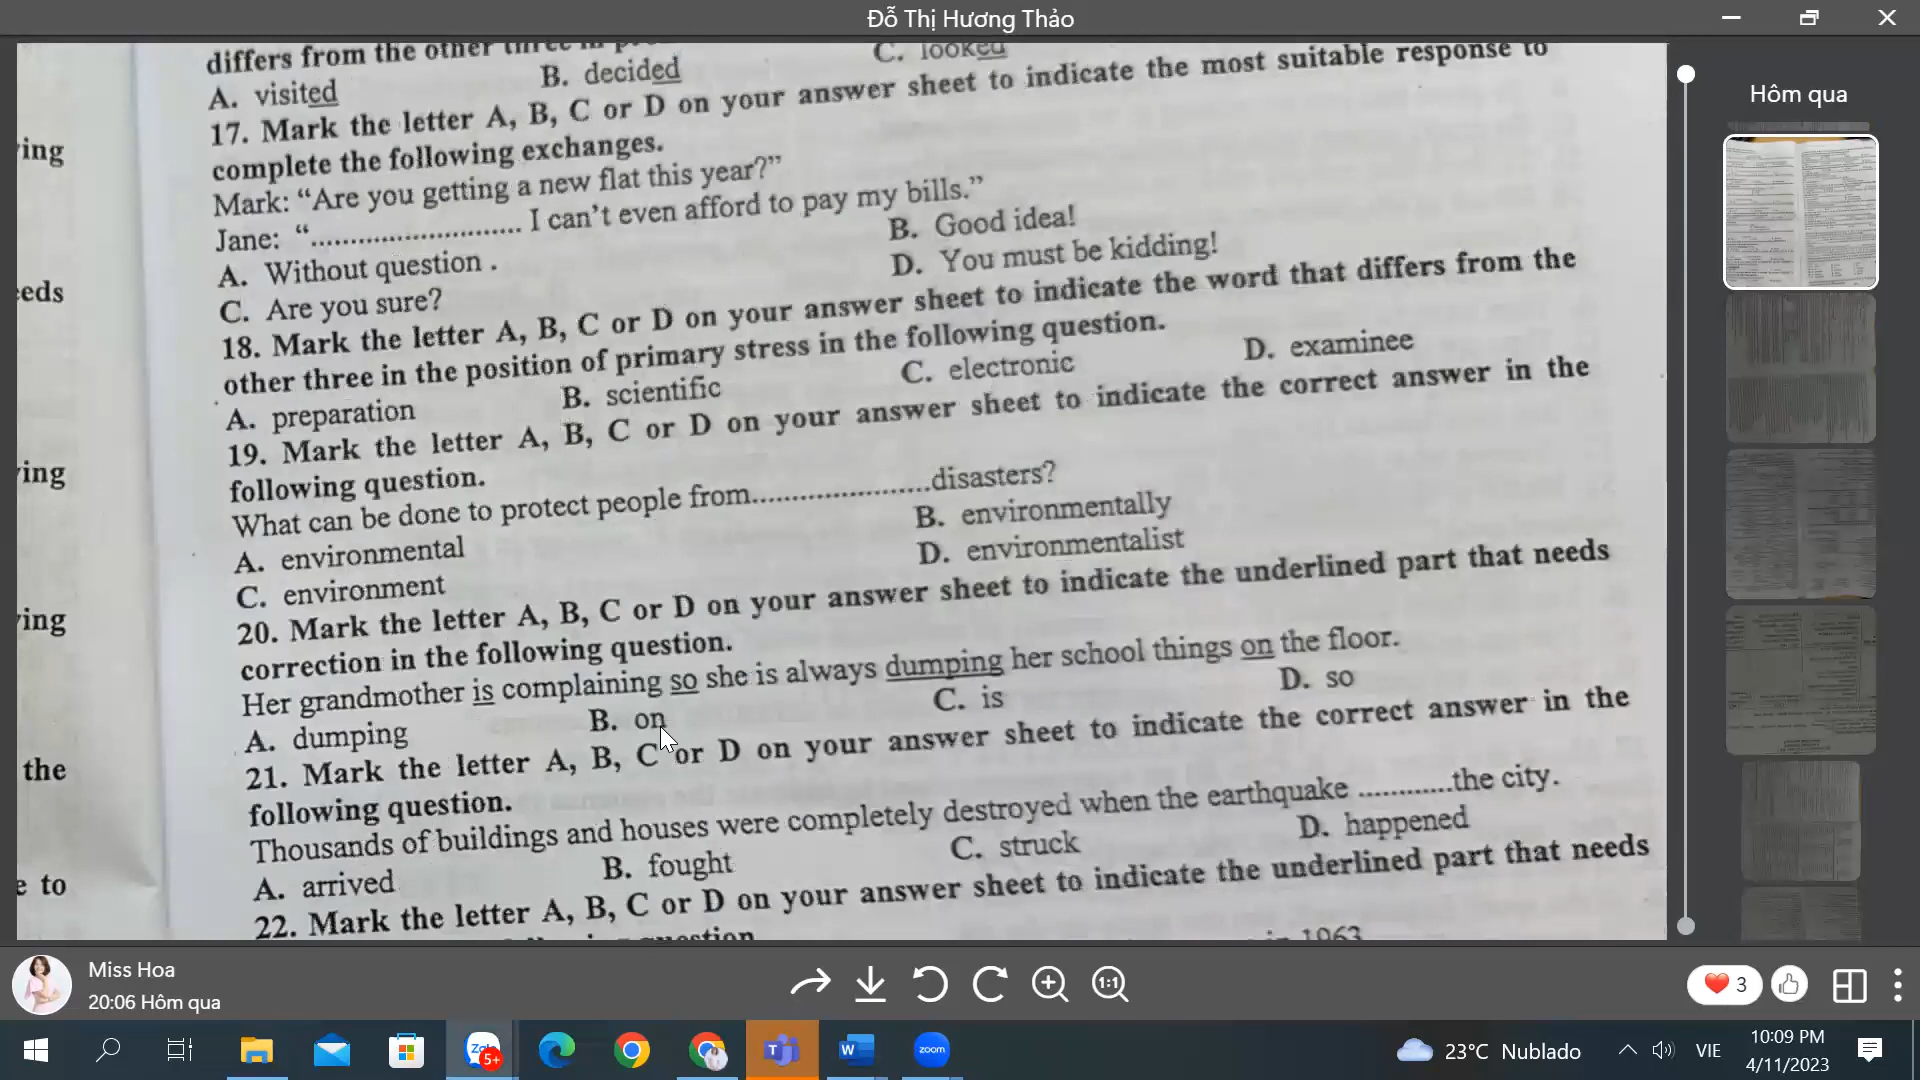 Đỗ Thị Hương Thảo
differs from the other three in
A. visited B. decided C. looked
17. Mark the letter A, B, C or D on your answer sheet to indicate the most suitable response to
complete the following exchanges.
Mark: “Are you getting a new flat this year?”
Jane: “........................... I can’t even afford to pay my bills.”
A. Without question . B. Good idea!
C. Are you sure? D. You must be kidding!
18. Mark the letter A, B, C or D on your answer sheet to indicate the word that differs from the
other three in the position of primary stress in the following question.
A. preparation B. scientific C. electronic D. examinee
19. Mark the letter A, B, C or D on your answer sheet to indicate the correct answer in the
following question.
What can be done to protect people from.......................disasters?
A. environmental B. environmentally
C. environment D. environmentalist
20. Mark the letter A, B, C or D on your answer sheet to indicate the underlined part that needs
correction in the following question.
Her grandmother is complaining so she is always dumping her school things on the floor.
A. dumping B. on C. is D. so
21. Mark the letter A, B, C or D on your answer sheet to indicate the correct answer in the
following question.
Thousands of buildings and houses were completely destroyed when the earthquake ............the city.
A. arrived B. fought C. struck D. happened
22. Mark the letter A, B, C or D on your answer sheet to indicate the underlined part that needs
question
1963
ing
eds
ing
ing
the
e to
Hôm qua
Miss Hoa
20:06 Hôm qua
1:1
3
5+
zoom
23°C Nublado
VIE
10:09 PM
4/11/2023